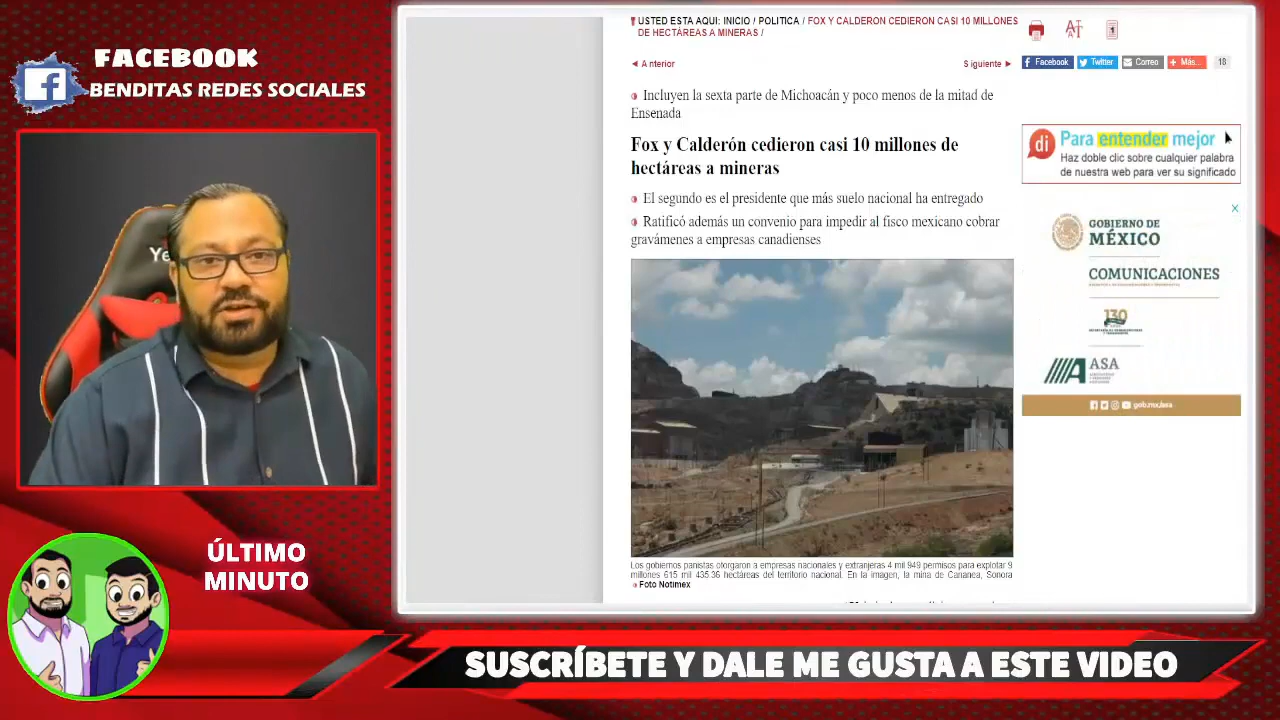 FACEBOOK
BENDITAS REDES SOCIALES
Ye
ÚLTIMO
MINUTO
USTED ESTA AQUI: INICIO / POLITICA / FOX Y CALDERON CEDIERON CASI 10 MILLONES
DE HECTÁREAS A MINERAS /
◄ Anterior
Siguiente ►
Facebook
Twitter
Correo
Más...
18
Incluyen la sexta parte de Michoacán y poco menos de la mitad de
Ensenada
Fox y Calderón cedieron casi 10 millones de
hectáreas a mineras
El segundo es el presidente que más suelo nacional ha entregado
Ratificó además un convenio para impedir al fisco mexicano cobrar
gravámenes a empresas canadienses
Los gobiernos panistas otorgaron a empresas nacionales y extranjeras 4 mil 949 permisos para explotar 9
millones 615 mil 435.36 hectáreas del territorio nacional. En la imagen, la mina de Cananea, Sonora
Foto Notimex
di
Para entender mejor
Haz doble clic sobre cualquier palabra
de nuestra web para ver su significado
GOBIERNO DE
MÉXICO
COMUNICACIONES
130
ASA
SUSCRÍBETE Y DALE ME GUSTA A ESTE VIDEO